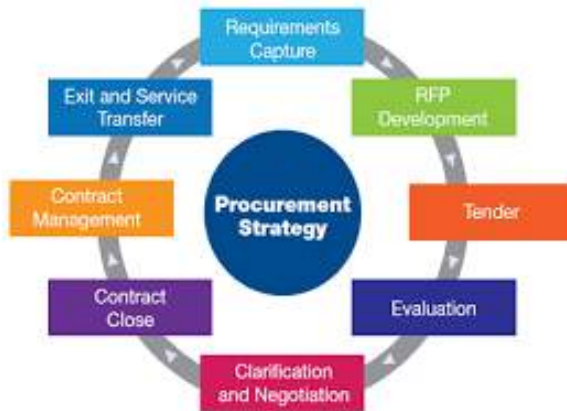 Requirements
Capture
RFP
Development
Tender
Evaluation
Clarification
and Negotiation
Contract
Close
Contract
Management
Exit and Service
Transfer
Procurement
Strategy